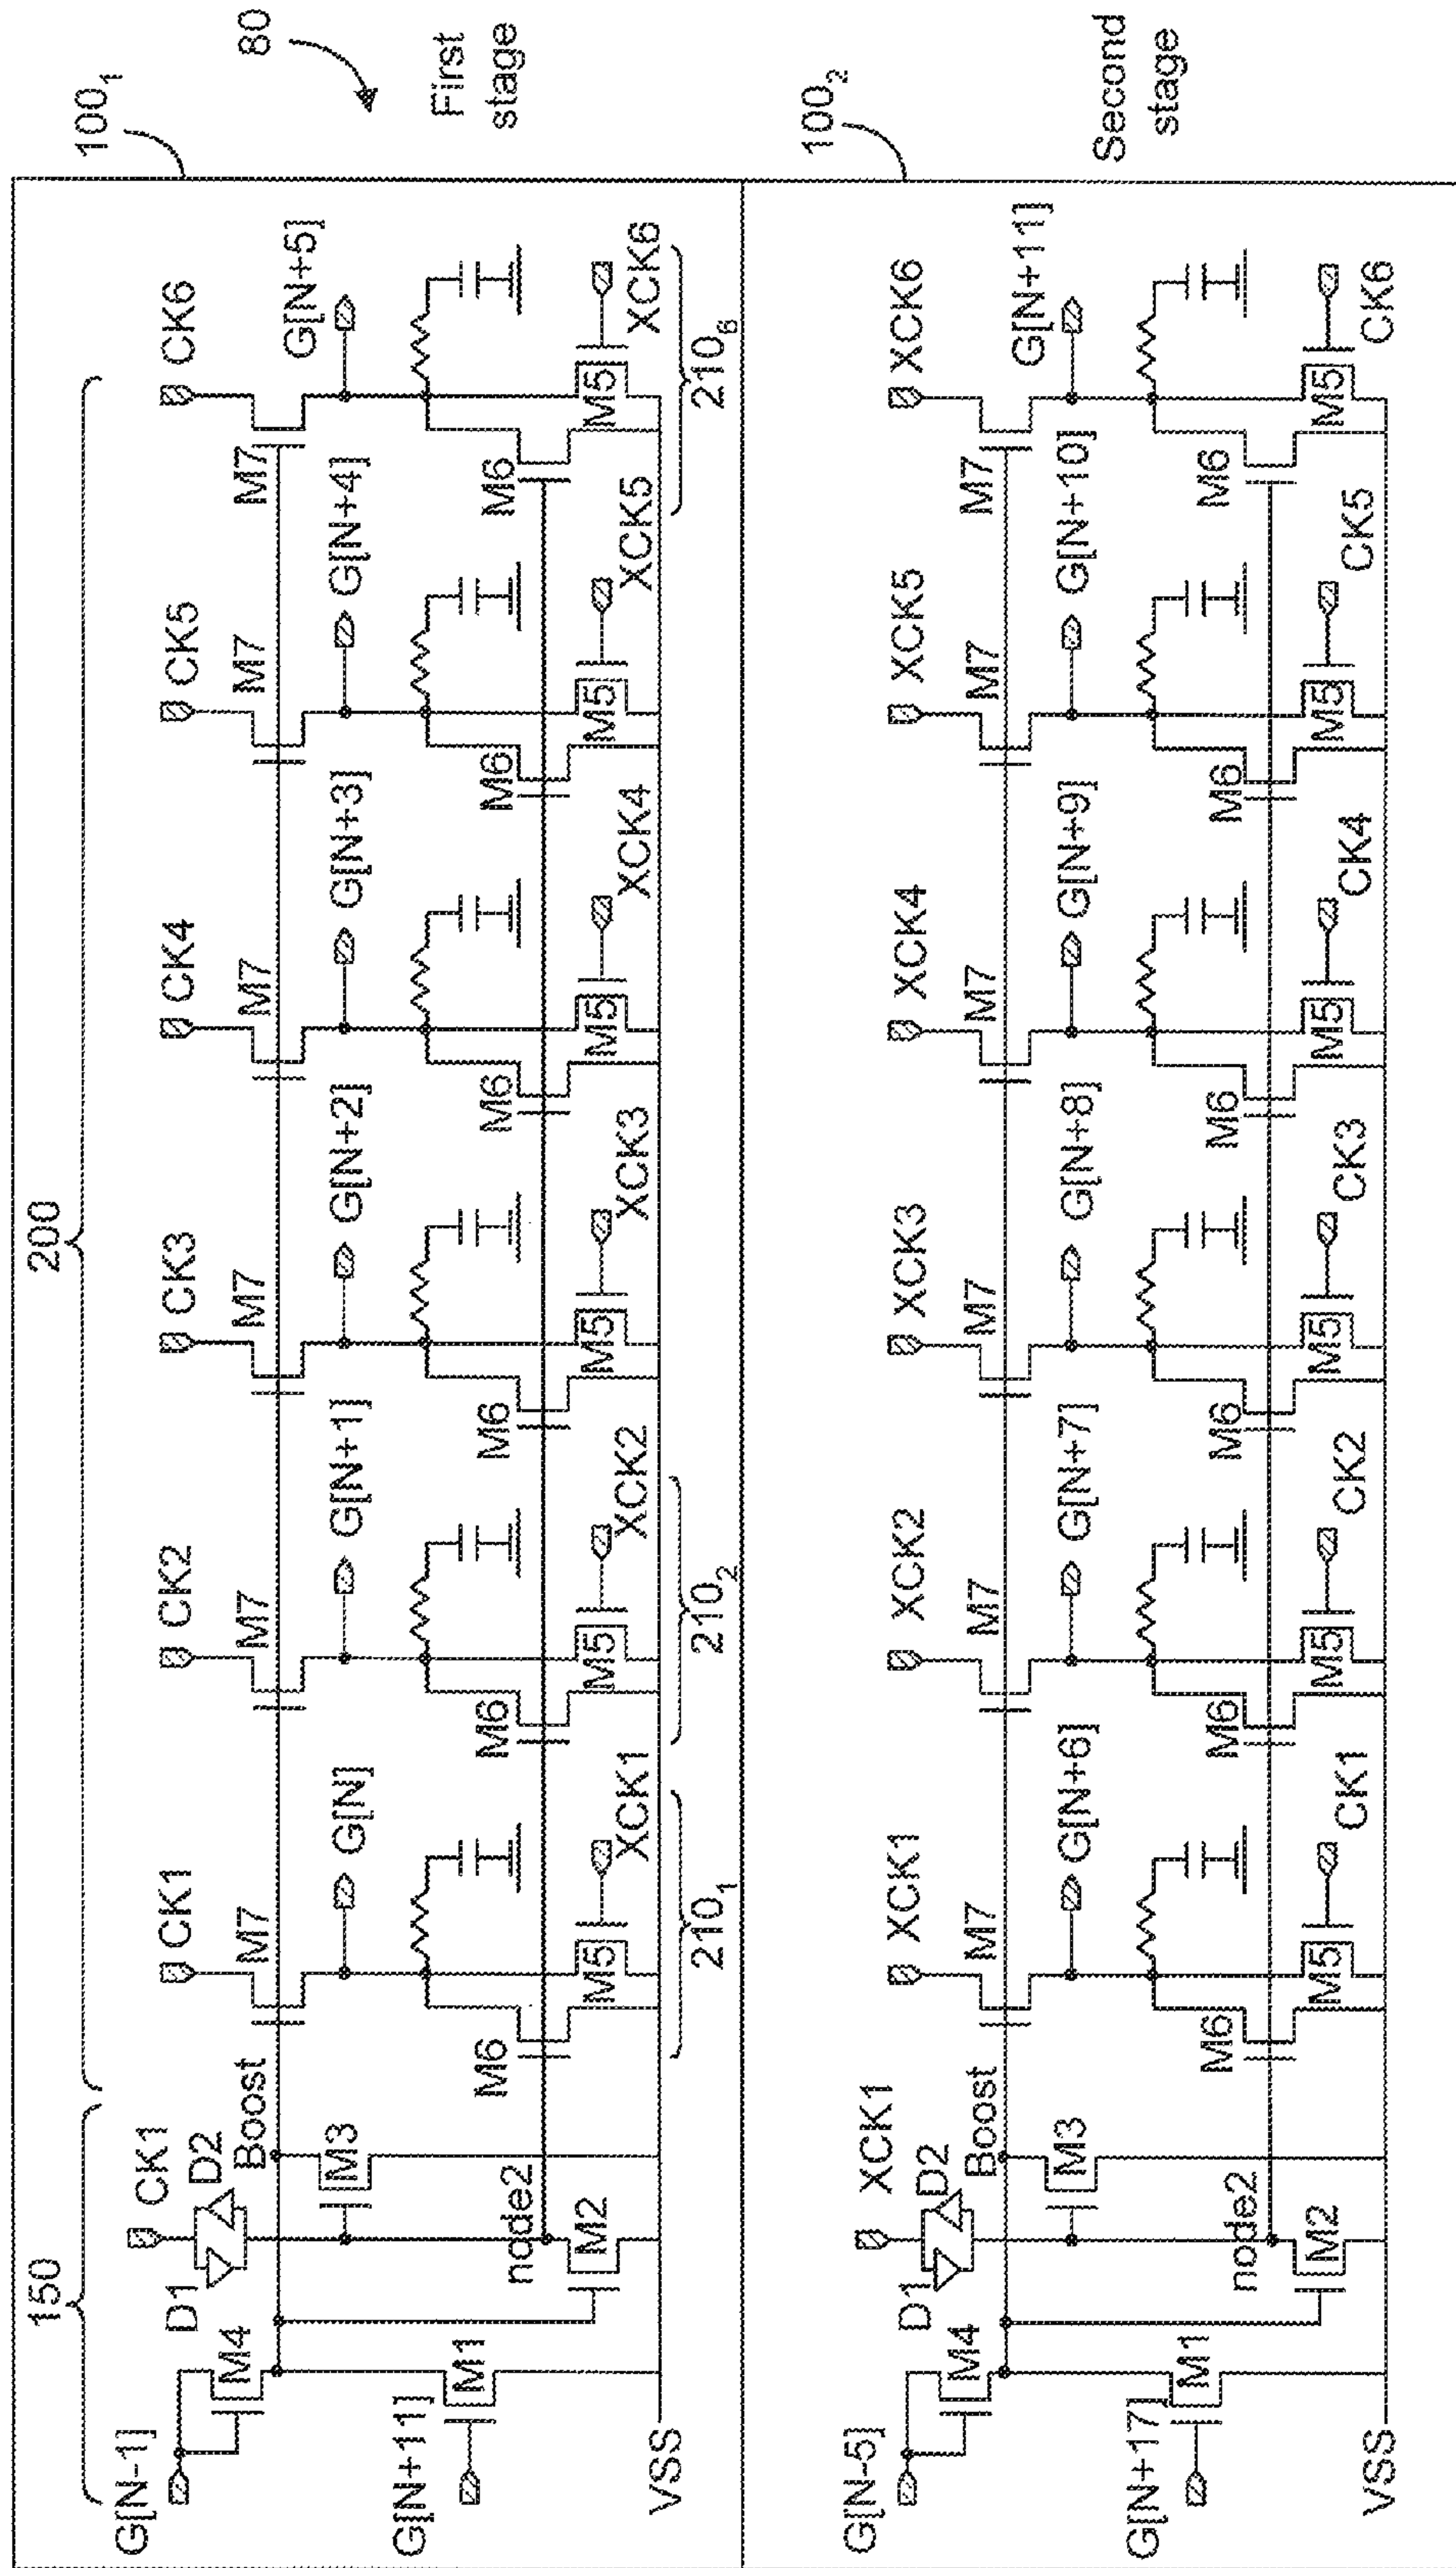 80
First
stage
100₁
200
150
CK1
CK2
CK3
CK4
CK5
CK6
G[N-1]
M4
D1
D2
Boost
M7
M7
M7
M7
M7
M7
G[N]
G[N+1]
G[N+2]
G[N+3]
G[N+4]
G[N+5]
CK1
M3
G[N+11]
M1
node2
M2
M6
M6
M6
M6
M6
M6
M5
M5
M5
M5
M5
M5
XCK1
XCK2
XCK3
XCK4
XCK5
XCK6
VSS
210₁
210₂
210₆
100₂
Second
stage
XCK1
XCK1
XCK2
XCK3
XCK4
XCK5
XCK6
G[N-5]
M4
D1
D2
Boost
M7
M7
M7
M7
M7
M7
G[N+6]
G[N+7]
G[N+8]
G[N+9]
G[N+10]
G[N+11]
M3
G[N+17]
M1
node2
M2
M6
M6
M6
M6
M6
M6
M5
M5
M5
M5
M5
M5
CK1
CK2
CK3
CK4
CK5
CK6
VSS